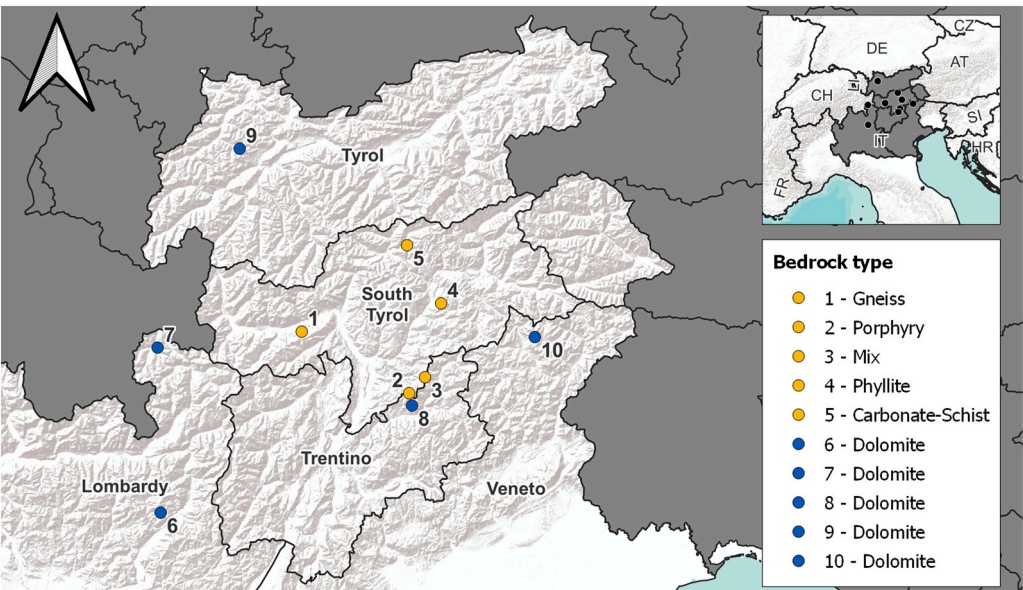 9
Tyrol
5
4
South
Tyrol
1
7
10
2
3
8
Trentino
Lombardy
Veneto
6
CZ
DE
AT
LI
CH
SI
HR
IT
FR
Bedrock type
1 - Gneiss
2 - Porphyry
3 - Mix
4 - Phyllite
5 - Carbonate-Schist
6 - Dolomite
7 - Dolomite
8 - Dolomite
9 - Dolomite
10 - Dolomite